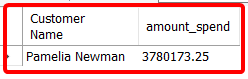 Customer Name amount_spend
Pamelia Newman 3780173.25